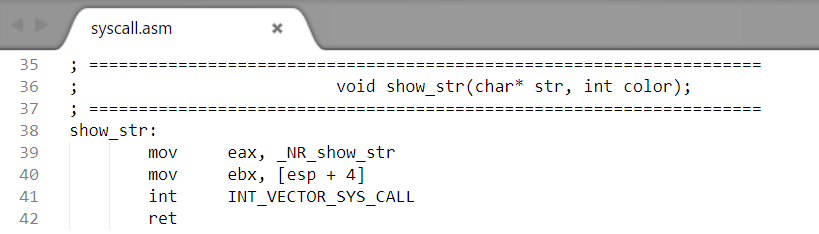 syscall.asm ×
35 ; ====================================================================
36 ; void show_str(char* str, int color);
37 ; ====================================================================
38 show_str:
39 mov eax, _NR_show_str
40 mov ebx, [esp + 4]
41 int INT_VECTOR_SYS_CALL
42 ret